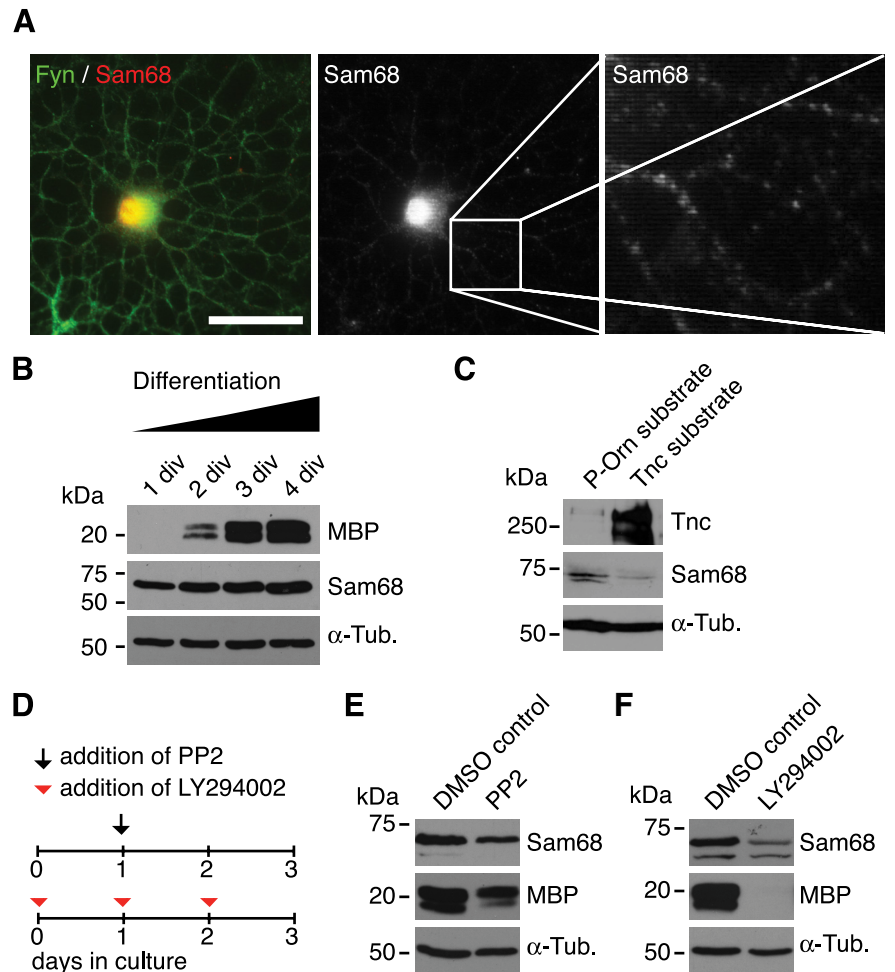 A
Fyn / Sam68
Sam68
Sam68
B
Differentiation
kDa
1 div
2 div
3 div
4 div
20
MBP
75
50
Sam68
50
α-Tub.
C
P-Orn substrate
Tnc substrate
250
Tnc
75
Sam68
50
α-Tub.
D
addition of PP2
addition of LY294002
0 1 2 3
0 1 2 3
days in culture
E
DMSO control
PP2
kDa
75
Sam68
20
MBP
50
α-Tub.
F
DMSO control
LY294002
kDa
75
Sam68
20
MBP
50
α-Tub.